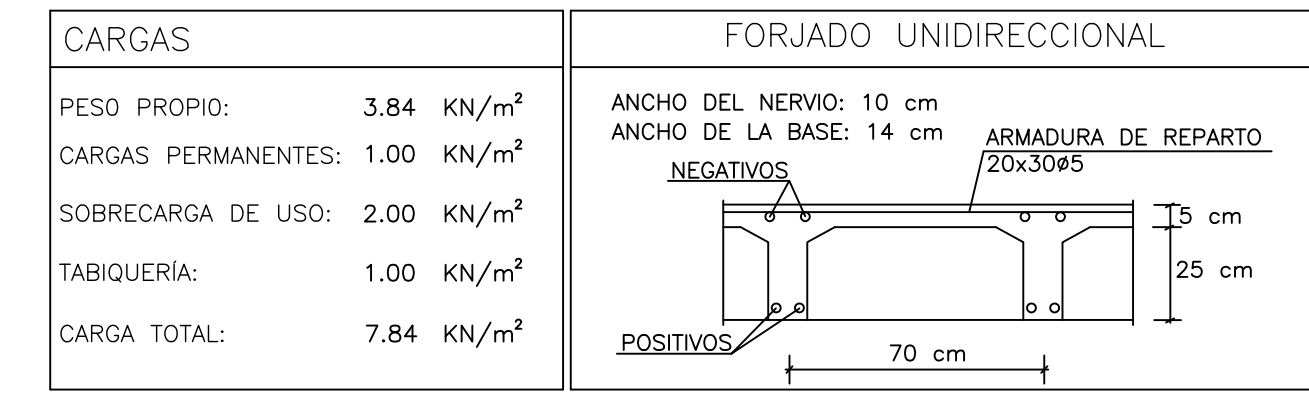 CARGAS
PESO PROPIO: 3.84 KN/m²
CARGAS PERMANENTES: 1.00 KN/m²
SOBRECARGA DE USO: 2.00 KN/m²
TABIQUERÍA: 1.00 KN/m²
CARGA TOTAL: 7.84 KN/m²
FORJADO UNIDIRECCIONAL
ANCHO DEL NERVIO: 10 cm
ANCHO DE LA BASE: 14 cm
ARMADURA DE REPARTO
20x30ø5
NEGATIVOS
5 cm
25 cm
POSITIVOS
70 cm